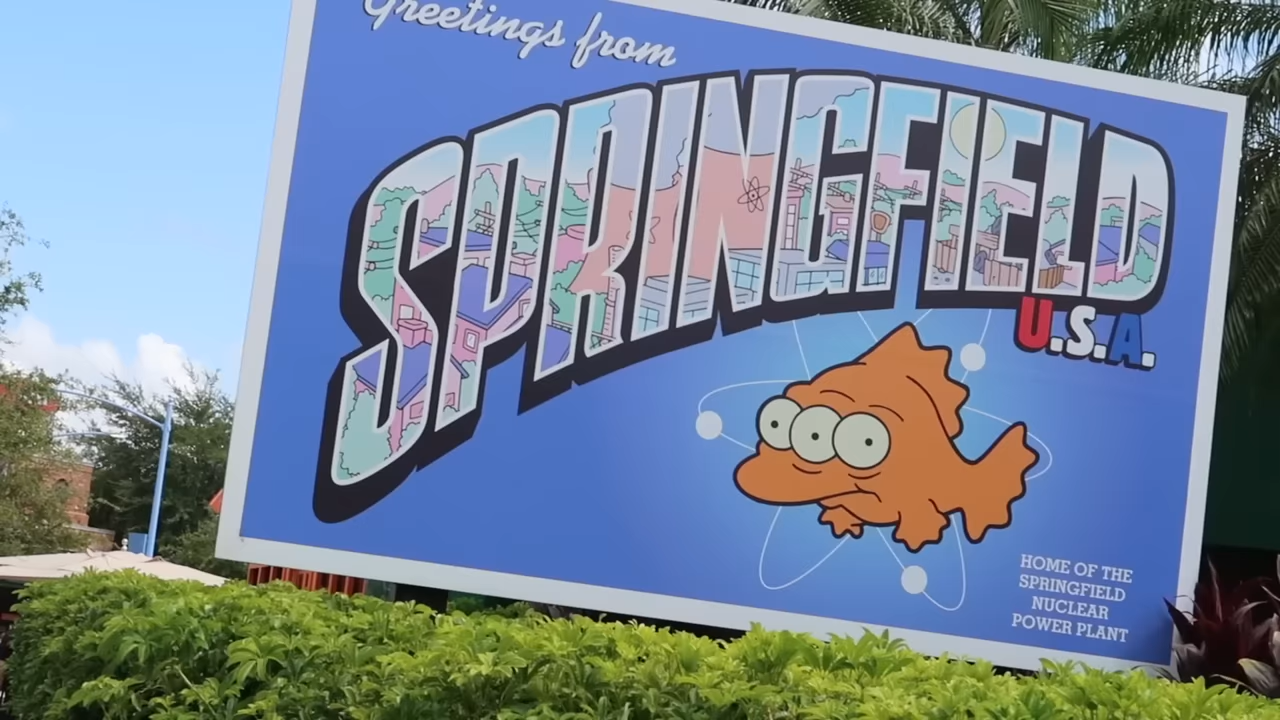 Greetings from
SPRINGFIELD
U.S.A.
HOME OF THE
SPRINGFIELD
NUCLEAR
POWER PLANT